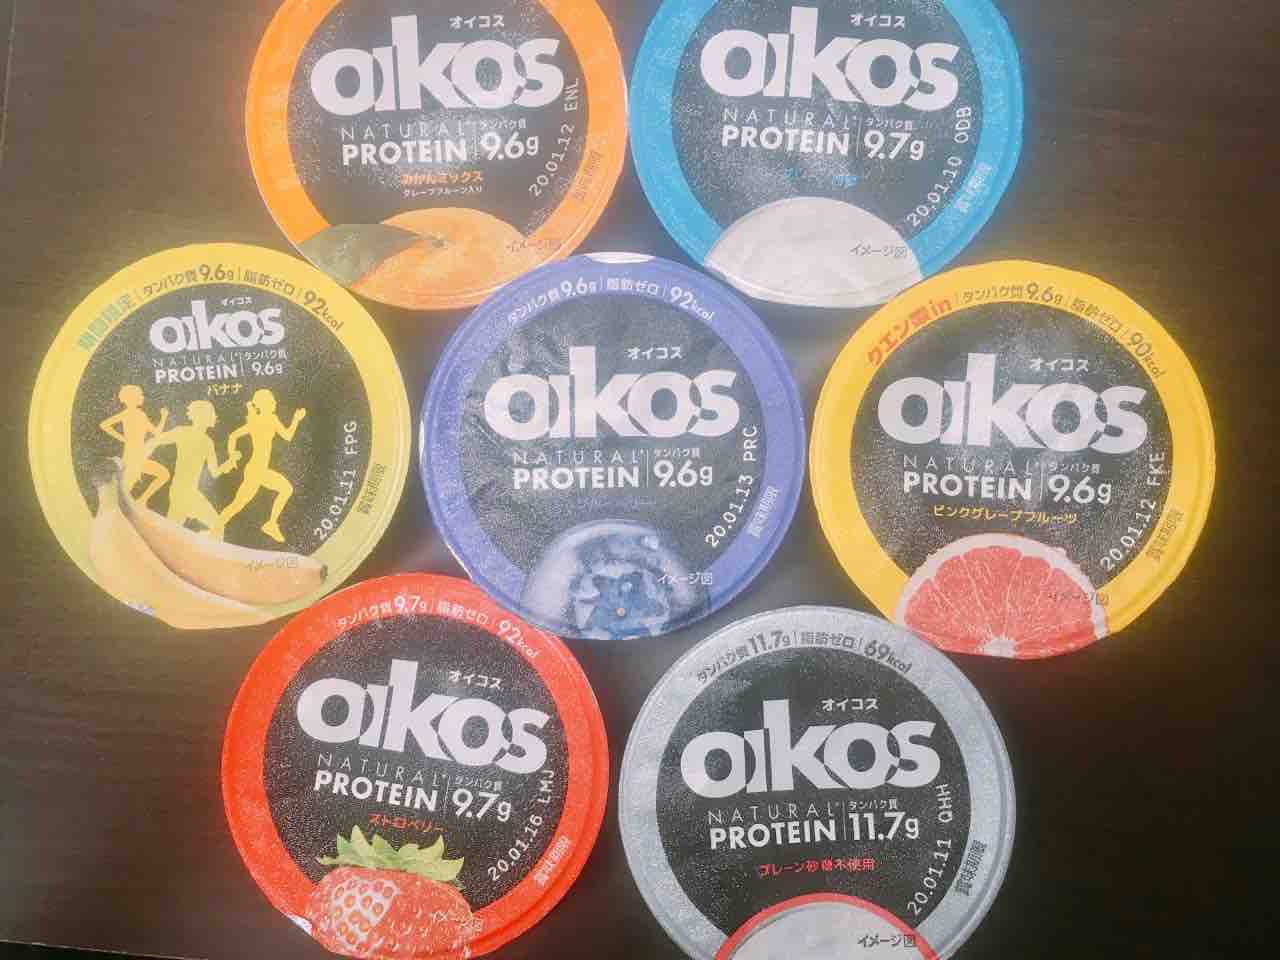 オイコス
oikos
NATURAL
タンパク質
PROTEIN 9.6g
みかんミックス
グレープフルーツ入り
イメージ図
20.01.12 ENL
賞味期限
オイコス
oikos
NATURAL
タンパク質
PROTEIN 9.7g
イメージ図
20.01.10 ODB
賞味期限
期間限定 タンパク質9.6g 脂肪ゼロ 92kcal
オイコス
oikos
NATURAL タンパク質
PROTEIN 9.6g
バナナ
イメージ図
20.01.11 FPG
賞味期限
タンパク質9.6g 脂肪ゼロ 92kcal
オイコス
oikos
NATURAL タンパク質
PROTEIN 9.6g
イメージ図
20.01.13 PRC
賞味期限
クエン酸in タンパク質9.6g 脂肪ゼロ 90kcal
オイコス
oikos
NATURAL タンパク質
PROTEIN 9.6g
ピンクグレープフルーツ
イメージ図
20.01.12 FKE
賞味期限
タンパク質9.7g 脂肪ゼロ 92kcal
オイコス
oikos
NATURAL タンパク質
PROTEIN 9.7g
ストロベリー
イメージ図
20.01.16 LMJ
賞味期限
タンパク質11.7g 脂肪ゼロ 69kcal
オイコス
oikos
NATURAL タンパク質
PROTEIN 11.7g
プレーン砂糖不使用
イメージ図
20.01.11 QHH
賞味期限